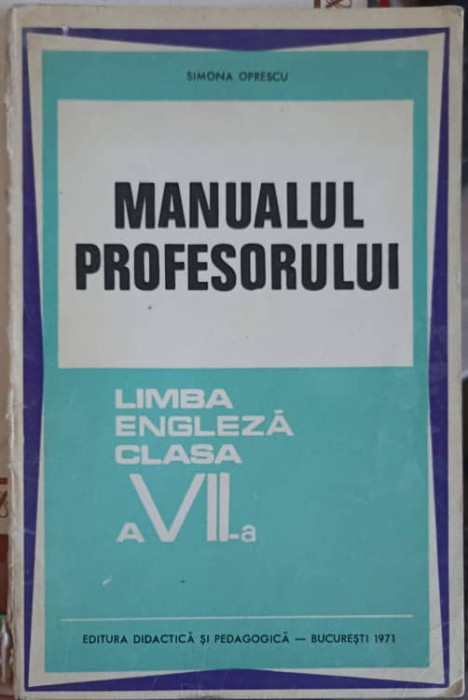 SIMONA OPRESCU
MANUALUL
PROFESORULUI
LIMBA
ENGLEZĂ
CLASA
A VII-a
EDITURA DIDACTICĂ ȘI PEDAGOGICĂ — BUCUREȘTI 1971